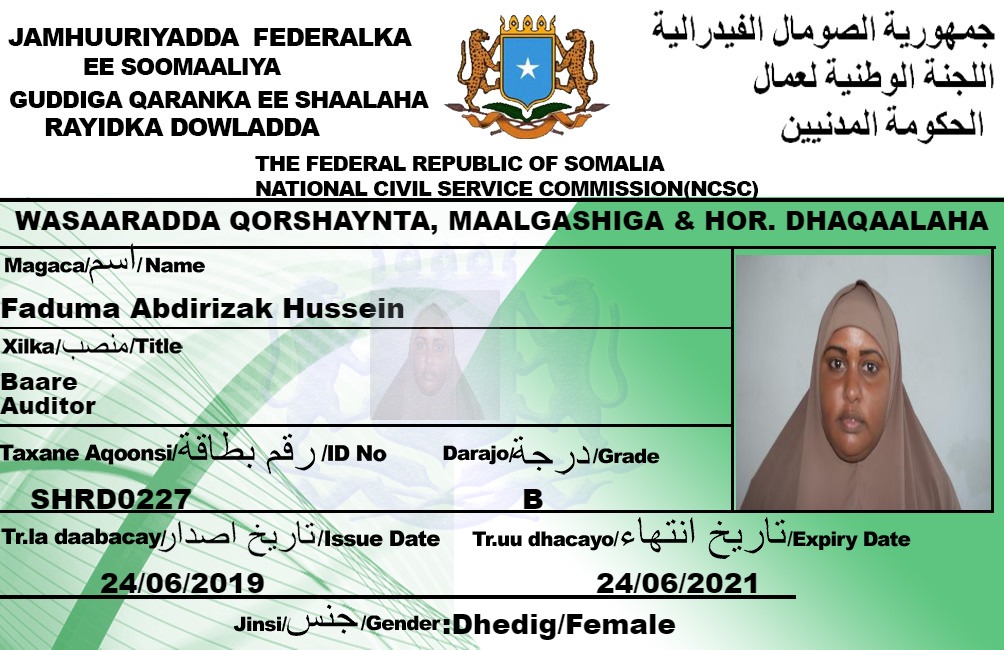 JAMHUURIYADDA FEDERALKA
EE SOOMAALIYA
GUDDIGA QARANKA EE SHAALAHA
RAYIDKA DOWLADDA
جمهورية الصومال الفيدرالية
اللجنة الوطنية لعمال
الحكومة المدنيين
THE FEDERAL REPUBLIC OF SOMALIA
NATIONAL CIVIL SERVICE COMMISSION(NCSC)
WASAARADDA QORSHAYNTA, MAALGASHIGA & HOR. DHAQAALAHA
Magaca/اسم/Name
Faduma Abdirizak Hussein
Xilka/منصب/Title
Baare
Auditor
Taxane Aqoonsi/رقم بطاقة/ID No Darajo/درجة/Grade
SHRD0227 B
Tr.la daabacay/تاريخ اصدار/Issue Date Tr.uu dhacayo/تاريخ انتهاء/Expiry Date
24/06/2019 24/06/2021
Jinsi/جنس/Gender:Dhedig/Female